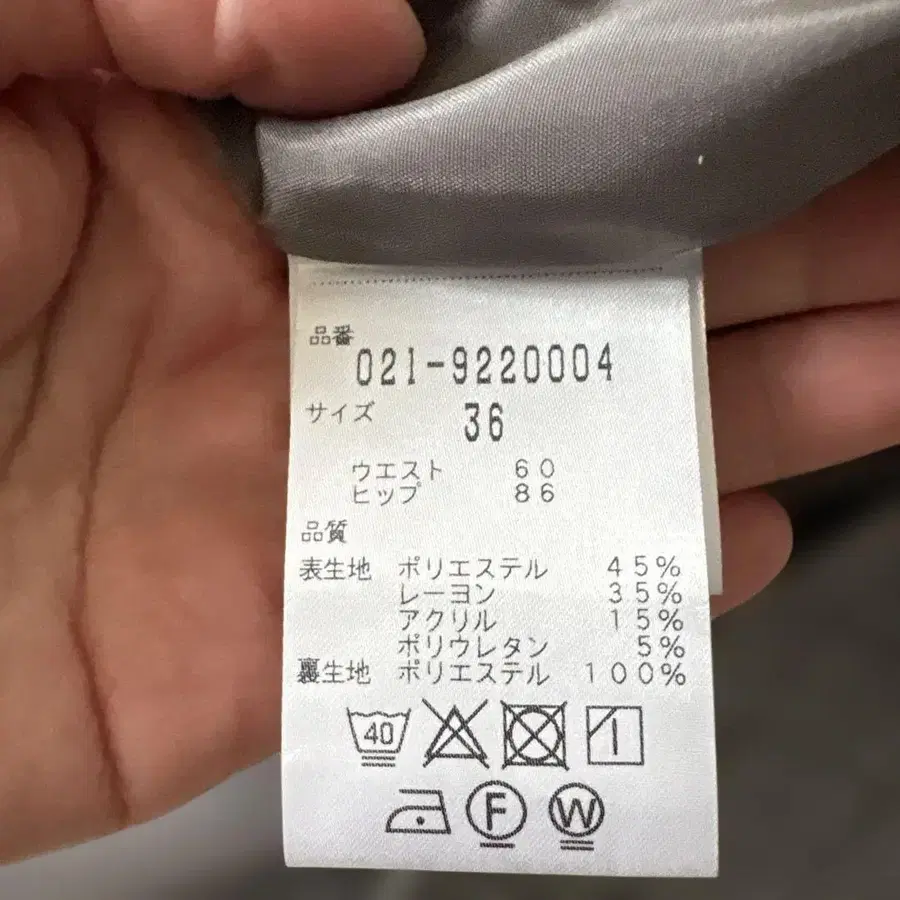 品番
021-9220004
サイズ 36
ウエスト 60
ヒップ 86
品質
表生地 ポリエステル 45%
レーヨン 35%
アクリル 15%
ポリウレタン 5%
裏生地 ポリエステル 100%
40
F W